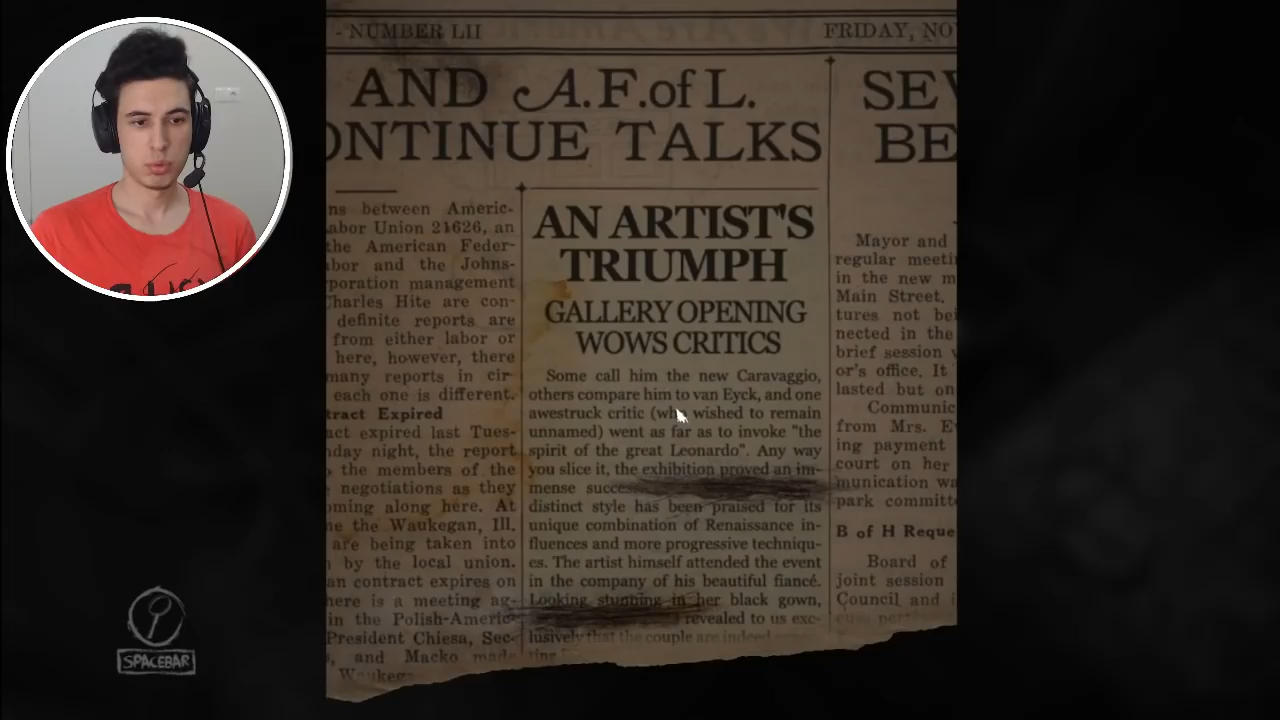 - NUMBER LII
FRIDAY, NO
AND A.F.of L.
ONTINUE TALKS
SEV
BE
ns between Americ-
abor Union 21626, an
the American Feder-
bor and the Johns-
poration management
Charles Hite are con-
definite reports are
from either labor or
here, however, there
many reports in cir-
each one is different.
tract Expired
act expired last Tues-
day night, the report
the members of the
negotiations as they
oming along here. At
e the Waukegan, Ill.
are being taken into
by the local union.
an contract expires on
here is a meeting ag-
in the Polish-Americ-
President Chiesa, Sec-
, and Macko made
Waukeg
AN ARTIST'S
TRIUMPH
GALLERY OPENING
WOWS CRITICS
Some call him the new Caravaggio,
others compare him to van Eyck, and one
awestruck critic (who wished to remain
unnamed) went as far as to invoke "the
spirit of the great Leonardo". Any way
you slice it, the exhibition proved an im-
mense succes
distinct style has been praised for its
unique combination of Renaissance in-
fluences and more progressive techniqu-
es. The artist himself attended the event
in the company of his beautiful fiancé.
Looking stunning in her black gown,
revealed to us exc-
lusively that the couple are indeed
ting
Mayor and
regular meeti
in the new m
Main Street.
tures not bei
nected in the
brief session
or's office. It
lasted but on
Communic
from Mrs. E
ing payment
court on her
munication wa
park committe
B of H Reque
Board of
joint session
Council and i
SPACEBAR